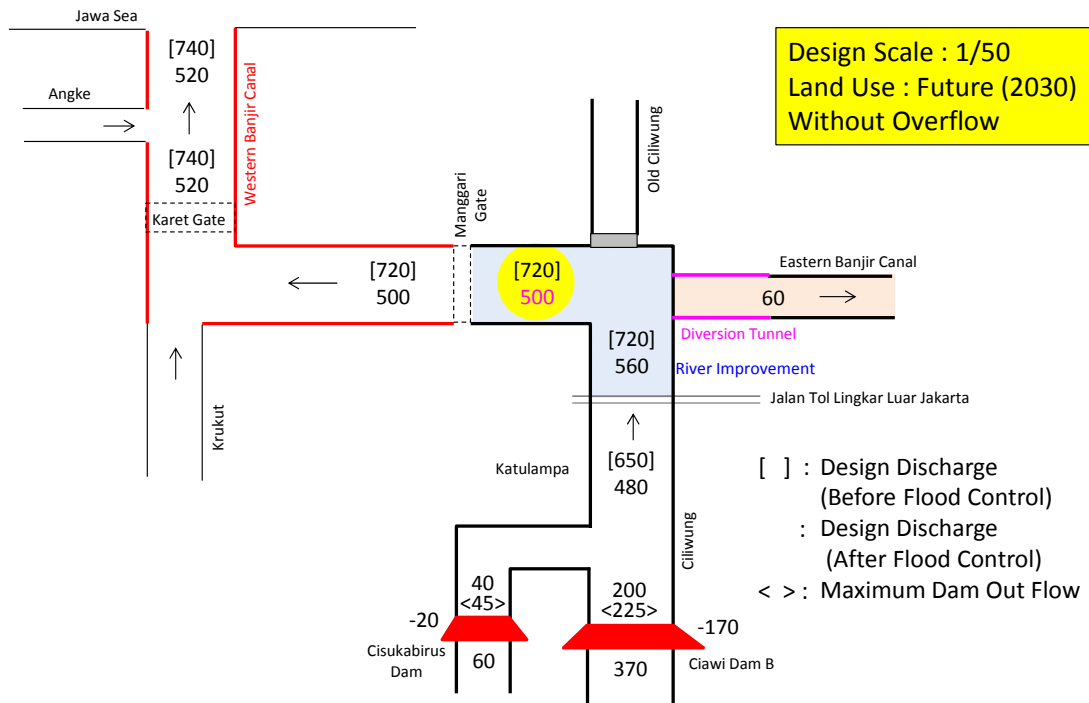 Jawa Sea
[740]
520
Design Scale : 1/50
Land Use : Future (2030)
Without Overflow
Angke
Western Banjir Canal
Old Ciliwung
[740]
520
Karet Gate
Manggari
Gate
[720]
500
[720]
500
Eastern Banjir Canal
60
Diversion Tunnel
[720]
560
River Improvement
Jalan Tol Lingkar Luar Jakarta
Krukut
Katulampa
[650]
480
Ciliwung
[ ] : Design Discharge
(Before Flood Control)
: Design Discharge
(After Flood Control)
< > : Maximum Dam Out Flow
40
<45>
-20
200
<225>
-170
Cisukabirus
Dam
60
370
Ciawi Dam B